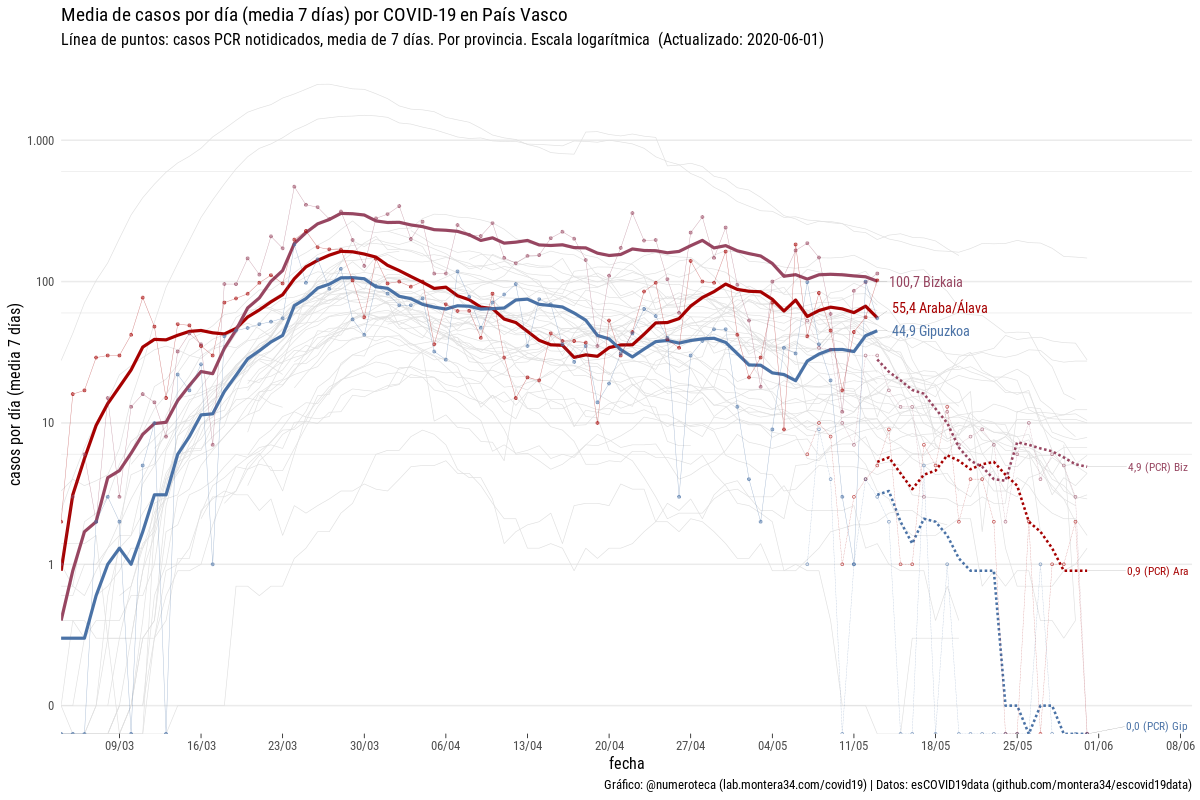 Media de casos por día (media 7 días) por COVID-19 en País Vasco
Línea de puntos: casos PCR notidicados, media de 7 días. Por provincia. Escala logarítmica  (Actualizado: 2020-06-01)
casos por día (media 7 días)
1.000
100
10
1
0
100,7 Bizkaia
55,4 Araba/Álava
44,9 Gipuzkoa
4,9 (PCR) Biz
0,9 (PCR) Ara
0,0 (PCR) Gip
09/03 16/03 23/03 30/03 06/04 13/04 20/04 27/04 04/05 11/05 18/05 25/05 01/06 08/06
fecha
Gráfico: @numeroteca (lab.montera34.com/covid19) | Datos: esCOVID19data (github.com/montera34/escovid19data)